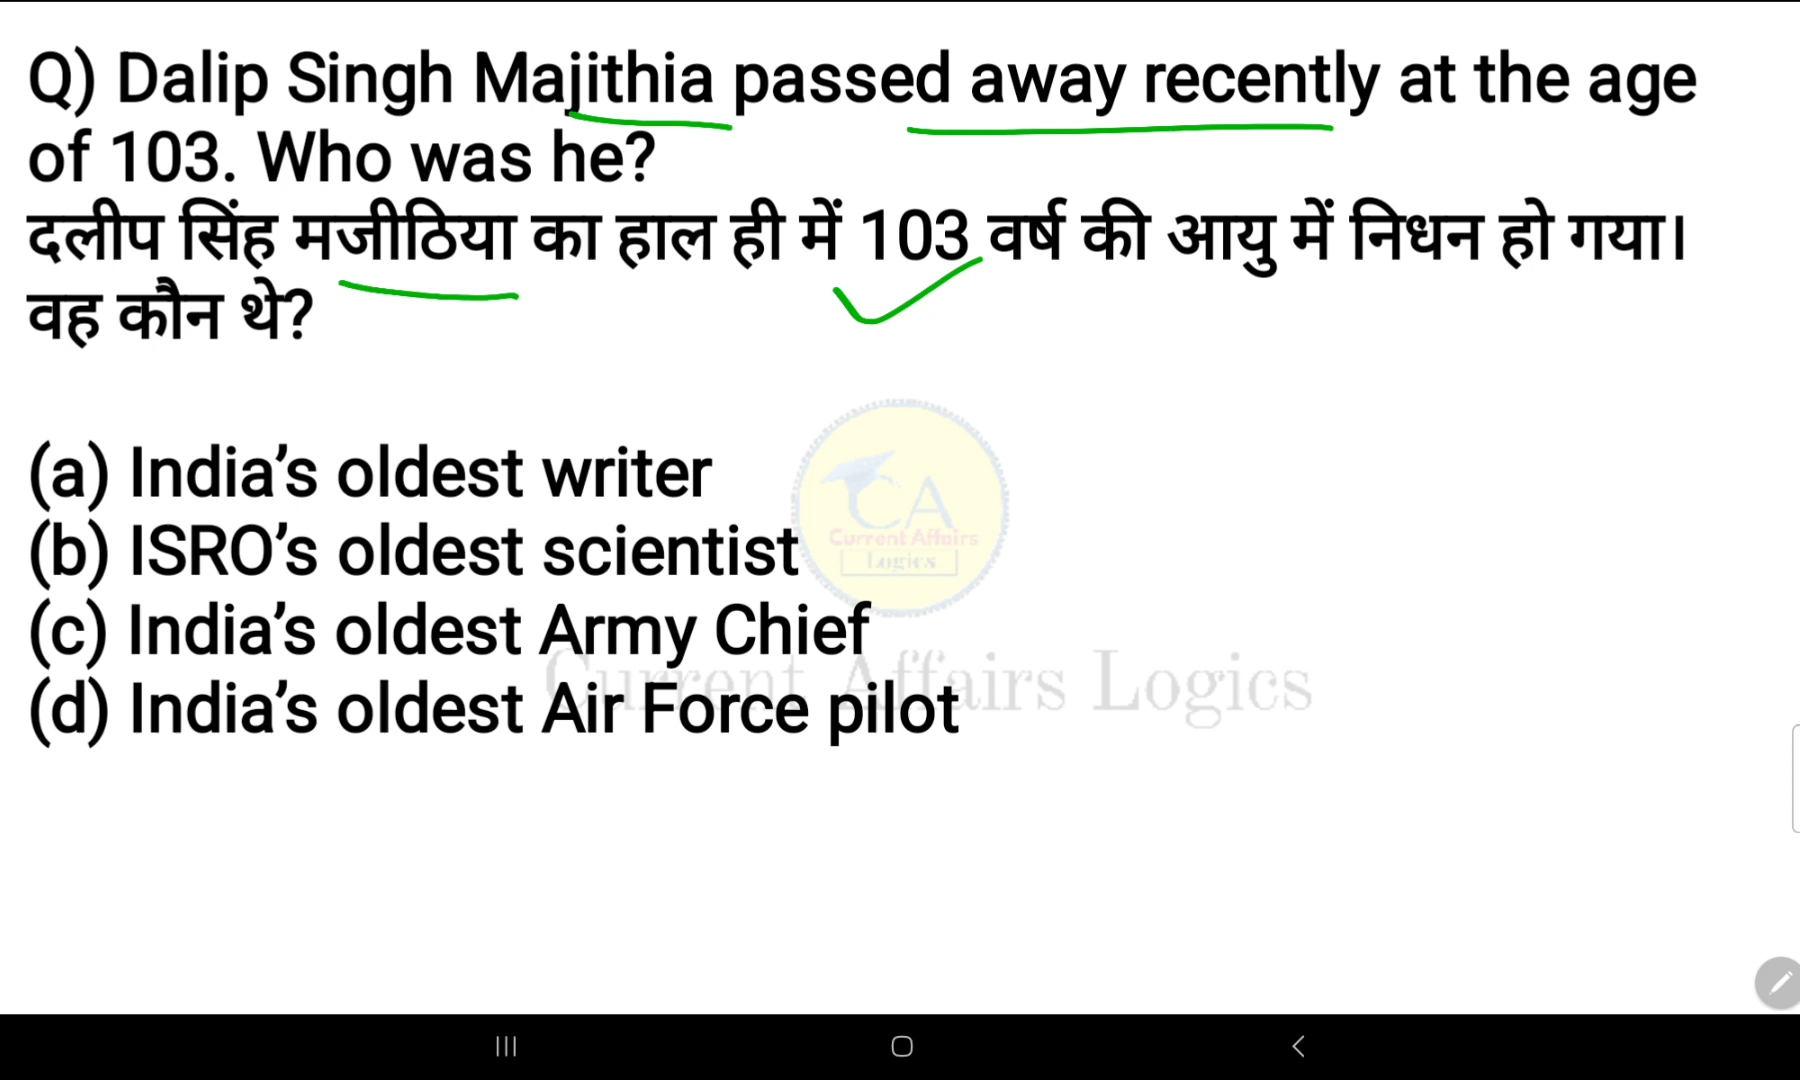 Q) Dalip Singh Majithia passed away recently at the age
of 103. Who was he?
दलीप सिंह मजीठिया का हाल ही में 103 वर्ष की आयु में निधन हो गया।
वह कौन थे?
(a) India’s oldest writer
(b) ISRO’s oldest scientist
(c) India’s oldest Army Chief
(d) India’s oldest Air Force pilot
CA
Current Affairs
Logics
Current Affairs Logics